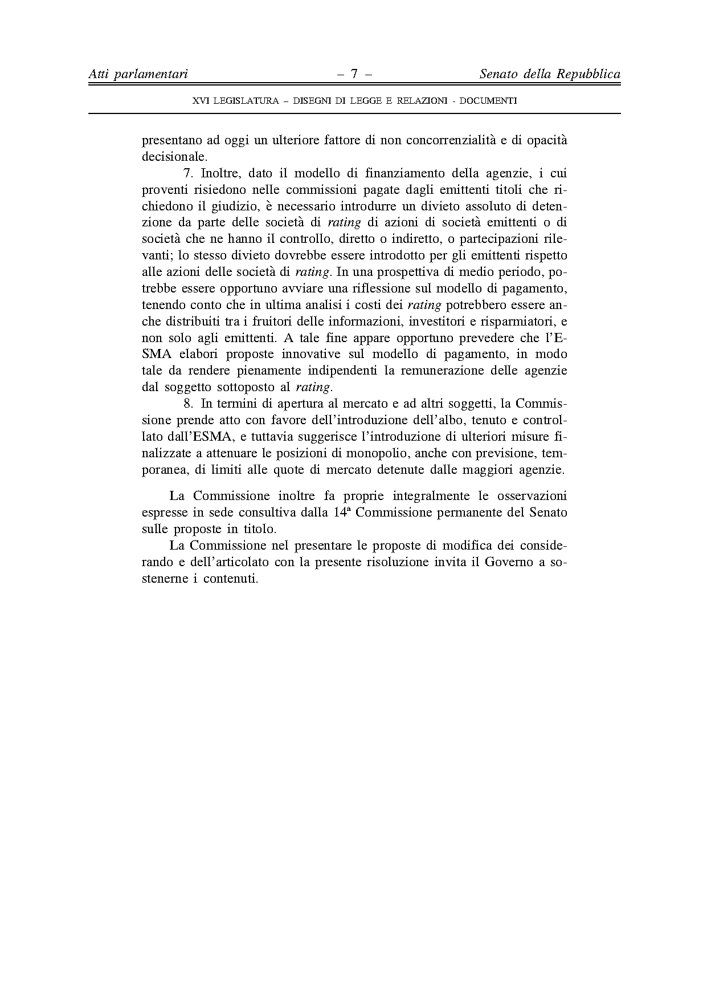 Atti parlamentari – 7 – Senato della Repubblica
XVI LEGISLATURA – DISEGNI DI LEGGE E RELAZIONI - DOCUMENTI
presentano ad oggi un ulteriore fattore di non concorrenzialità e di opacità
decisionale.
7. Inoltre, dato il modello di finanziamento della agenzie, i cui
proventi risiedono nelle commissioni pagate dagli emittenti titoli che ri-
chiedono il giudizio, è necessario introdurre un divieto assoluto di deten-
zione da parte delle società di rating di azioni di società emittenti o di
società che ne hanno il controllo, diretto o indiretto, o partecipazioni rile-
vanti; lo stesso divieto dovrebbe essere introdotto per gli emittenti rispetto
alle azioni delle società di rating. In una prospettiva di medio periodo, po-
trebbe essere opportuno avviare una riflessione sul modello di pagamento,
tenendo conto che in ultima analisi i costi dei rating potrebbero essere an-
che distribuiti tra i fruitori delle informazioni, investitori e risparmiatori, e
non solo agli emittenti. A tale fine appare opportuno prevedere che l’E-
SMA elabori proposte innovative sul modello di pagamento, in modo
tale da rendere pienamente indipendenti la remunerazione delle agenzie
dal soggetto sottoposto al rating.
8. In termini di apertura al mercato e ad altri soggetti, la Commis-
sione prende atto con favore dell’introduzione dell’albo, tenuto e control-
lato dall’ESMA, e tuttavia suggerisce l’introduzione di ulteriori misure fi-
nalizzate a attenuare le posizioni di monopolio, anche con previsione, tem-
poranea, di limiti alle quote di mercato detenute dalle maggiori agenzie.
La Commissione inoltre fa proprie integralmente le osservazioni
espresse in sede consultiva dalla 14ª Commissione permanente del Senato
sulle proposte in titolo.
La Commissione nel presentare le proposte di modifica dei conside-
rando e dell’articolato con la presente risoluzione invita il Governo a so-
stenerne i contenuti.